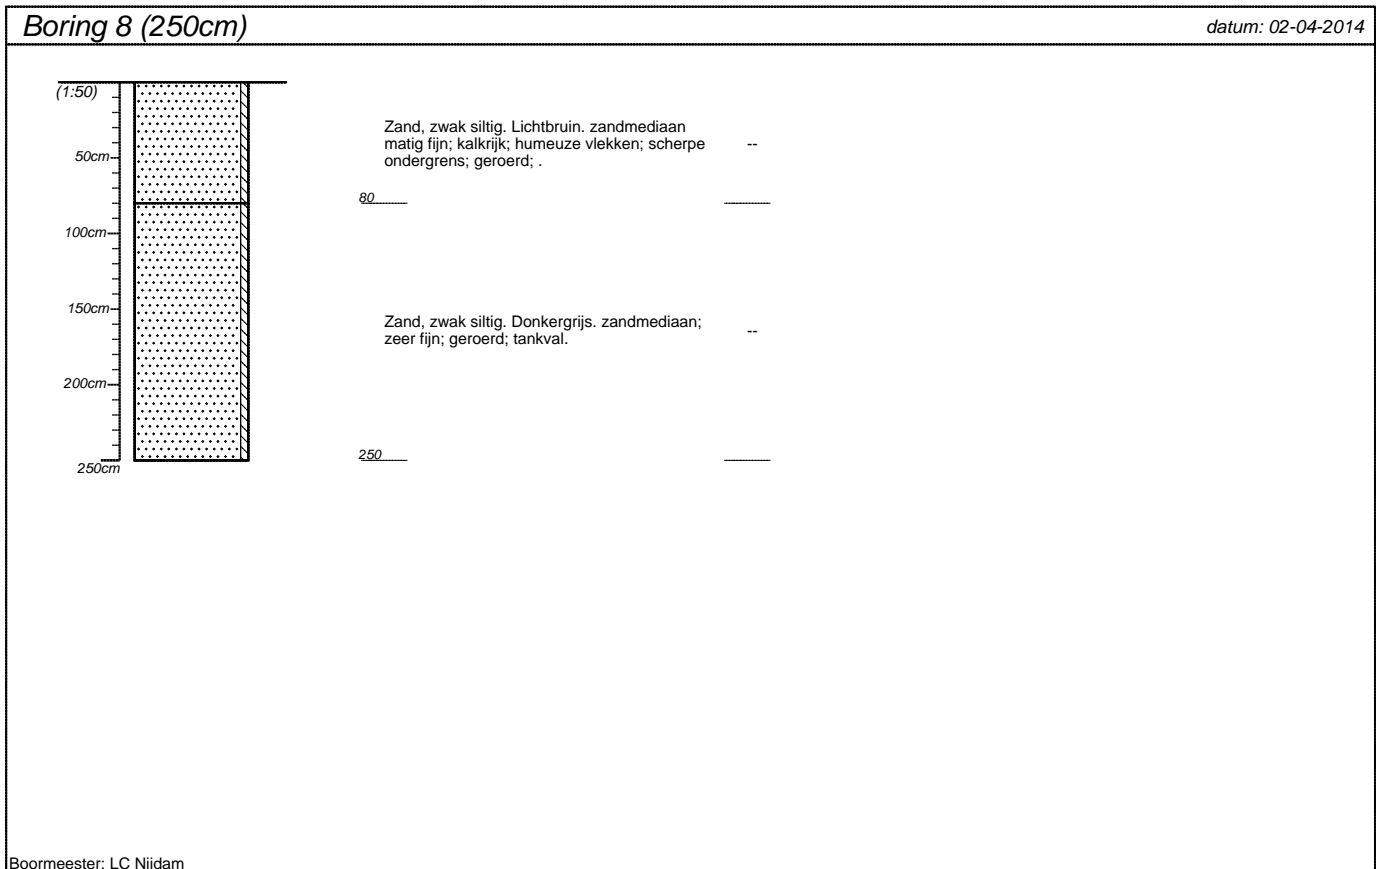 Boring 8 (250cm)
datum: 02-04-2014
(1:50)
Zand, zwak siltig. Lichtbruin. zandmediaan
matig fijn; kalkrijk; humeuze vlekken; scherpe
ondergrens; geroerd; .
--
50cm
80
100cm
150cm
Zand, zwak siltig. Donkergrijs. zandmediaan;
zeer fijn; geroerd; tankval.
--
200cm
250
250cm
Boormeester: LC Nijdam